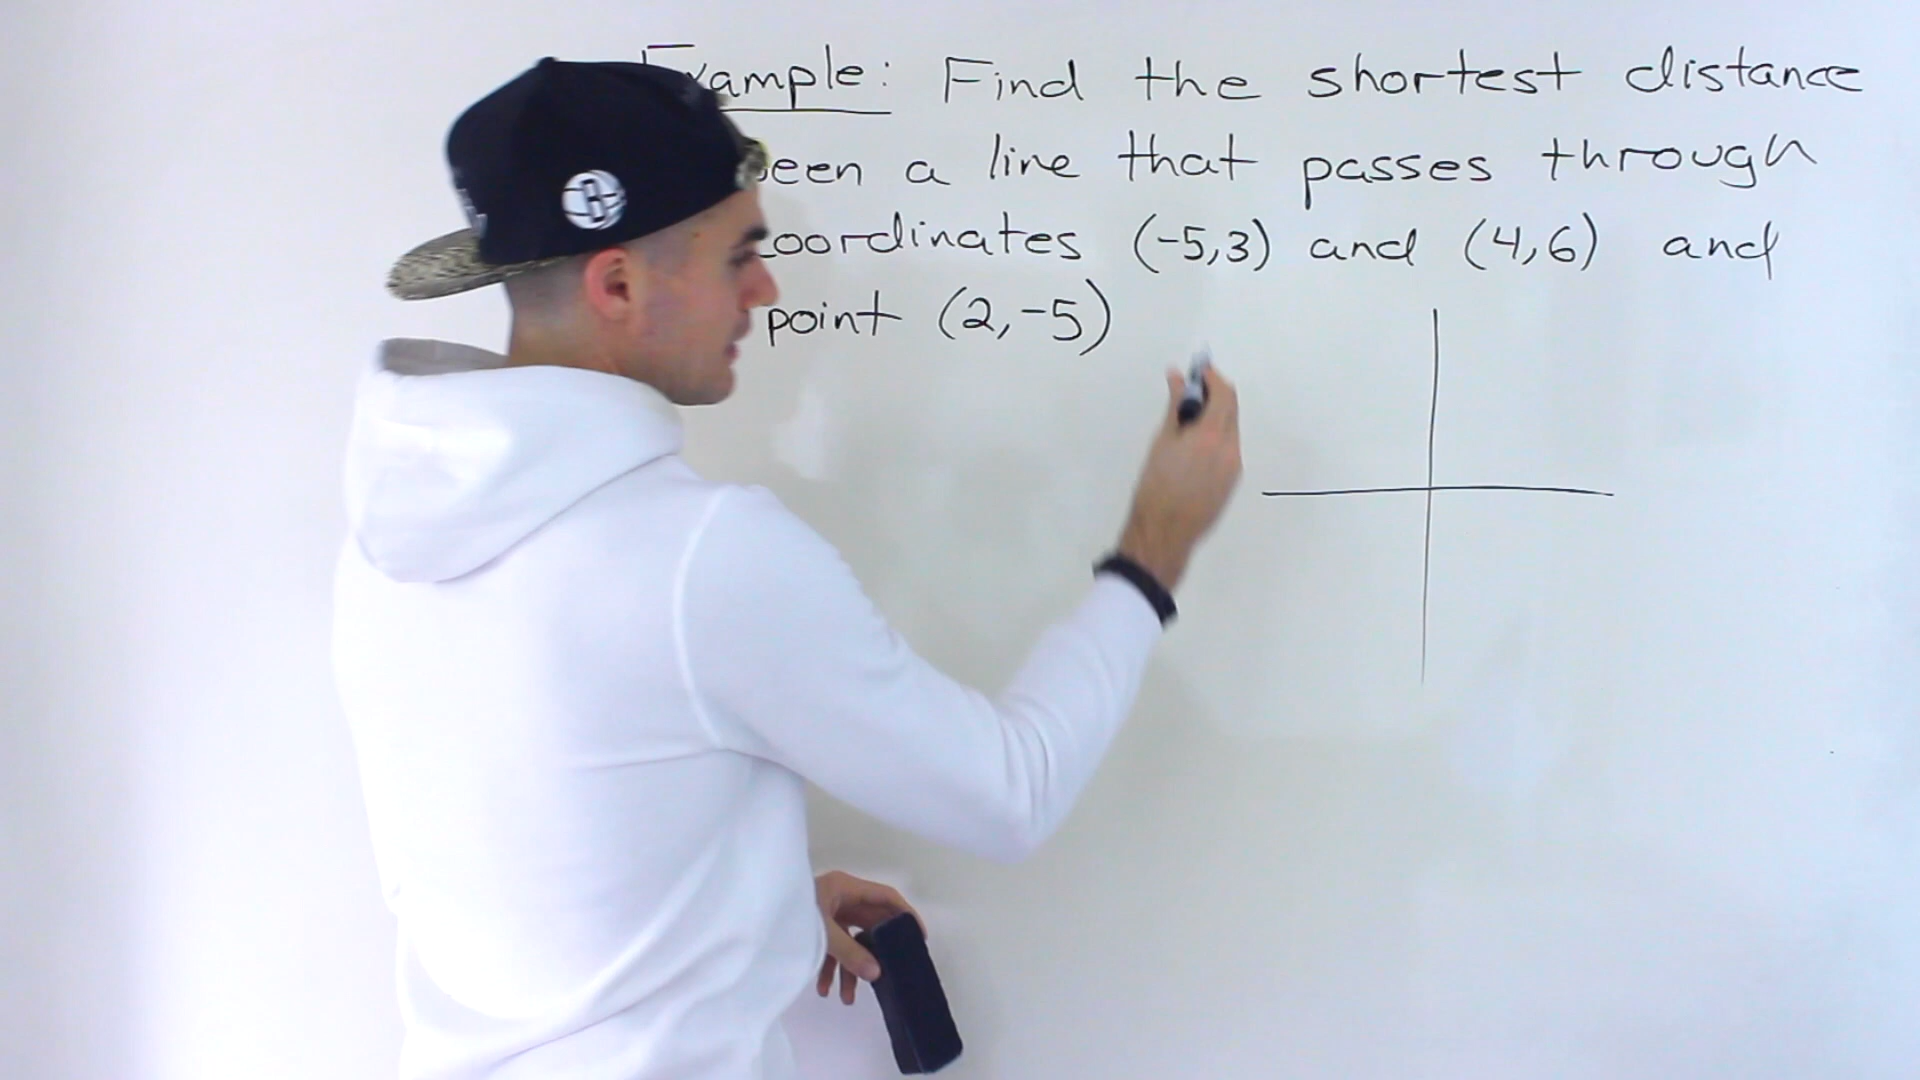 Example: Find the shortest distance
een a line that passes through
coordinates (-5,3) and (4,6) and
point (2,-5)
B